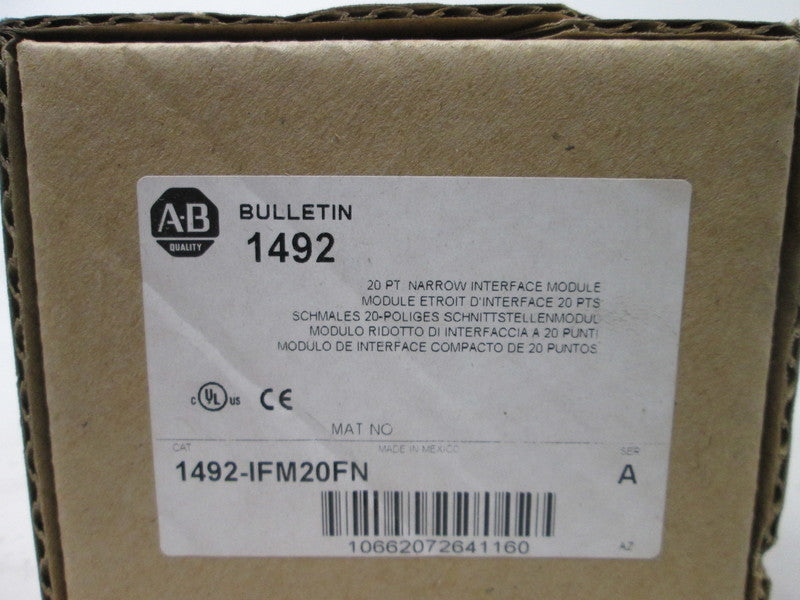 A-B
QUALITY
BULLETIN
1492
20 PT. NARROW INTERFACE MODULE
MODULE ETROIT D'INTERFACE 20 PTS
SCHMALES 20-POLIGES SCHNITTSTELLENMODUL
MODULO RIDOTTO DI INTERFACCIA A 20 PUNTI
MODULO DE INTERFACE COMPACTO DE 20 PUNTOS
c UL US CE
MAT NO
CAT MADE IN MEXICO SER
1492-IFM20FN A
10662072641160 AZ